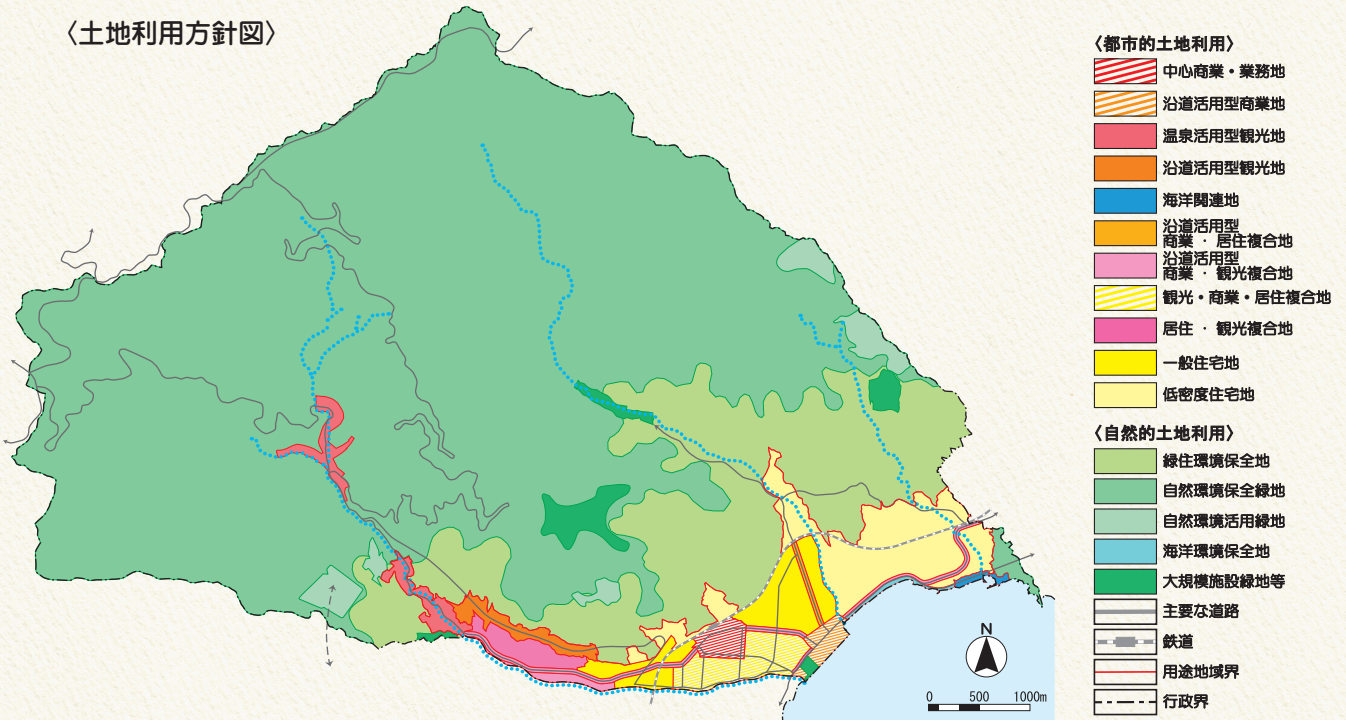 〈土地利用方針図〉
〈都市的土地利用〉
中心商業・業務地
沿道活用型商業地
温泉活用型観光地
沿道活用型観光地
海洋関連地
沿道活用型
商業 ・ 居住複合地
沿道活用型
商業 ・ 観光複合地
観光・商業・居住複合地
居住 ・ 観光複合地
一般住宅地
低密度住宅地
〈自然的土地利用〉
緑住環境保全地
自然環境保全緑地
自然環境活用緑地
海洋環境保全地
大規模施設緑地等
主要な道路
鉄道
用途地域界
行政界
N
0 500 1000m